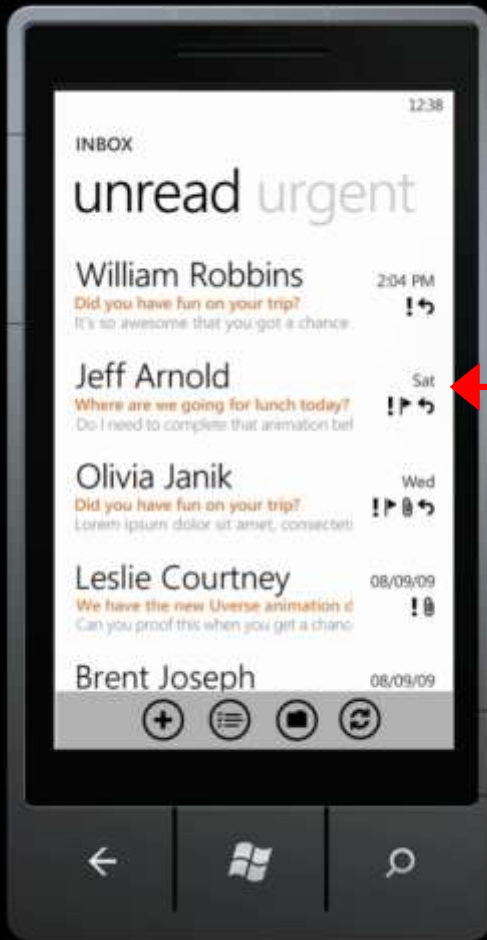 12:38
INBOX
unread urgent
William Robbins
2:04 PM
Did you have fun on your trip?
It's so awesome that you got a chance
Jeff Arnold
Sat
Where are we going for lunch today?
Do I need to complete that animation bef
Olivia Janik
Wed
Did you have fun on your trip?
Lorem ipsum dolor sit amet, consectetu
Leslie Courtney
08/09/09
We have the new Uverse animation d
Can you proof this when you get a chanc
Brent Joseph
08/09/09